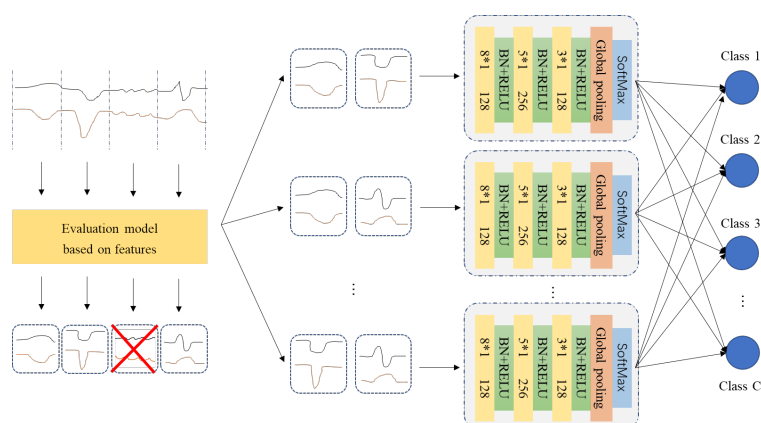 Evaluation model
based on features
8*1 128
BN+RELU
5*1 256
BN+RELU
3*1 128
BN+RELU
Global pooling
SoftMax
8*1 128
BN+RELU
5*1 256
BN+RELU
3*1 128
BN+RELU
Global pooling
SoftMax
...
...
8*1 128
BN+RELU
5*1 256
BN+RELU
3*1 128
BN+RELU
Global pooling
SoftMax
Class 1
Class 2
Class 3
...
Class C